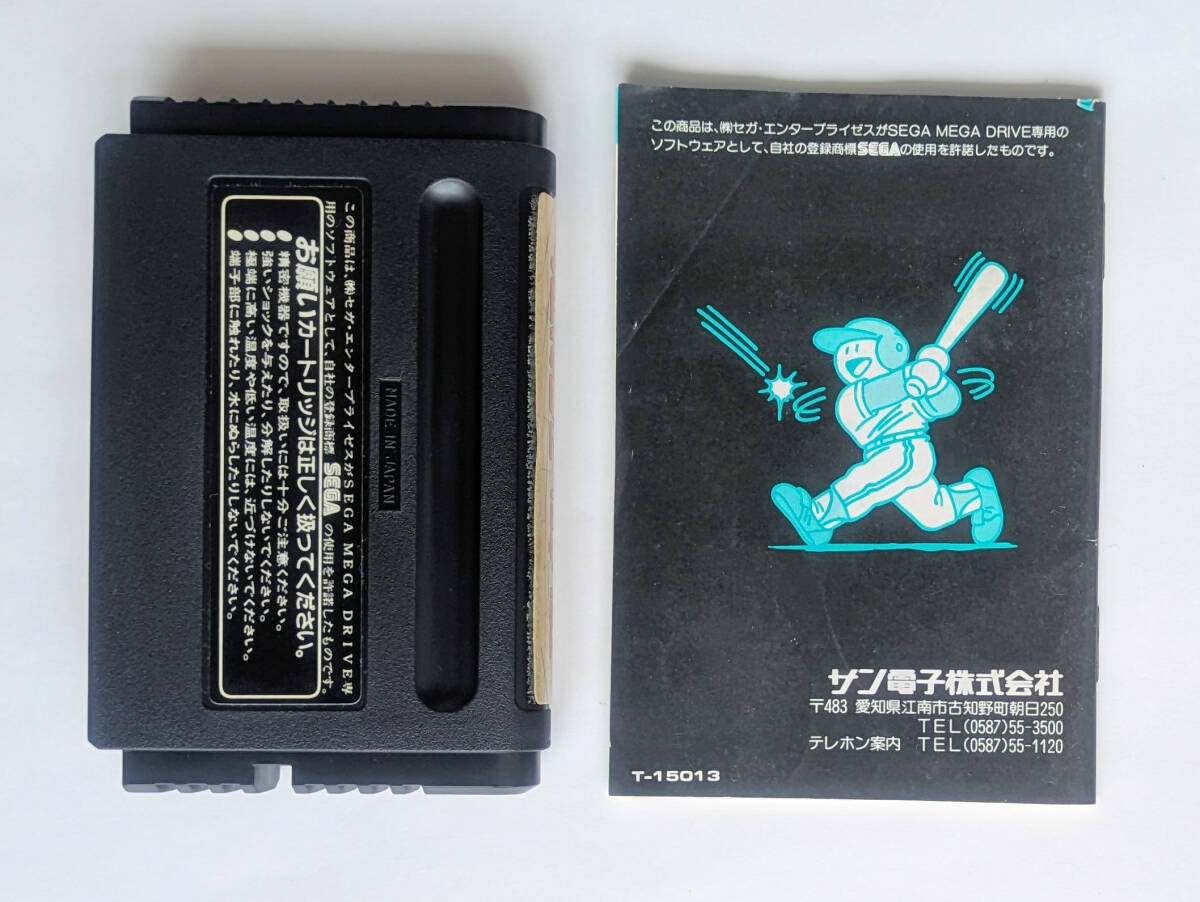 この商品は、㈱セガ・エンタープライゼスがSEGA MEGA DRIVE専
用のソフトウェアとして、自社の登録商標 SEGA の使用を許諾したものです。
お願いカートリッジは正しく扱ってください。
●精密機器ですので、取扱いには十分ご注意ください。
●強いショックを与えたり、分解したりしないでください。
●極端に高い温度や低い温度には、近づけないでください。
●端子部に触れたり、水にぬらしたりしないでください。
MADE IN JAPAN
この商品は、㈱セガ・エンタープライゼスがSEGA MEGA DRIVE専用の
ソフトウェアとして、自社の登録商標SEGAの使用を許諾したものです。
サン電子株式会社
〒483 愛知県江南市古知野町朝日250
TEL(0587)55-3500
テレホン案内 TEL(0587)55-1120
T-15013